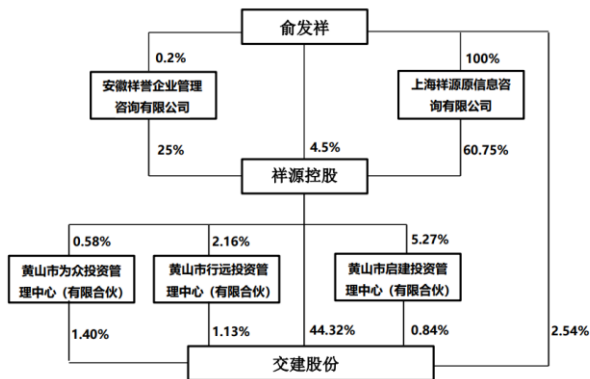 俞发祥
0.2%
100%
安徽祥誉企业管理
咨询有限公司
上海祥源原信息咨
询有限公司
25%
4.5%
60.75%
祥源控股
0.58%
2.16%
5.27%
黄山市为众投资管
理中心（有限合伙）
黄山市行远投资管
理中心（有限合伙）
黄山市启建投资管
理中心（有限合伙）
1.40%
1.13%
44.32%
0.84%
2.54%
交建股份